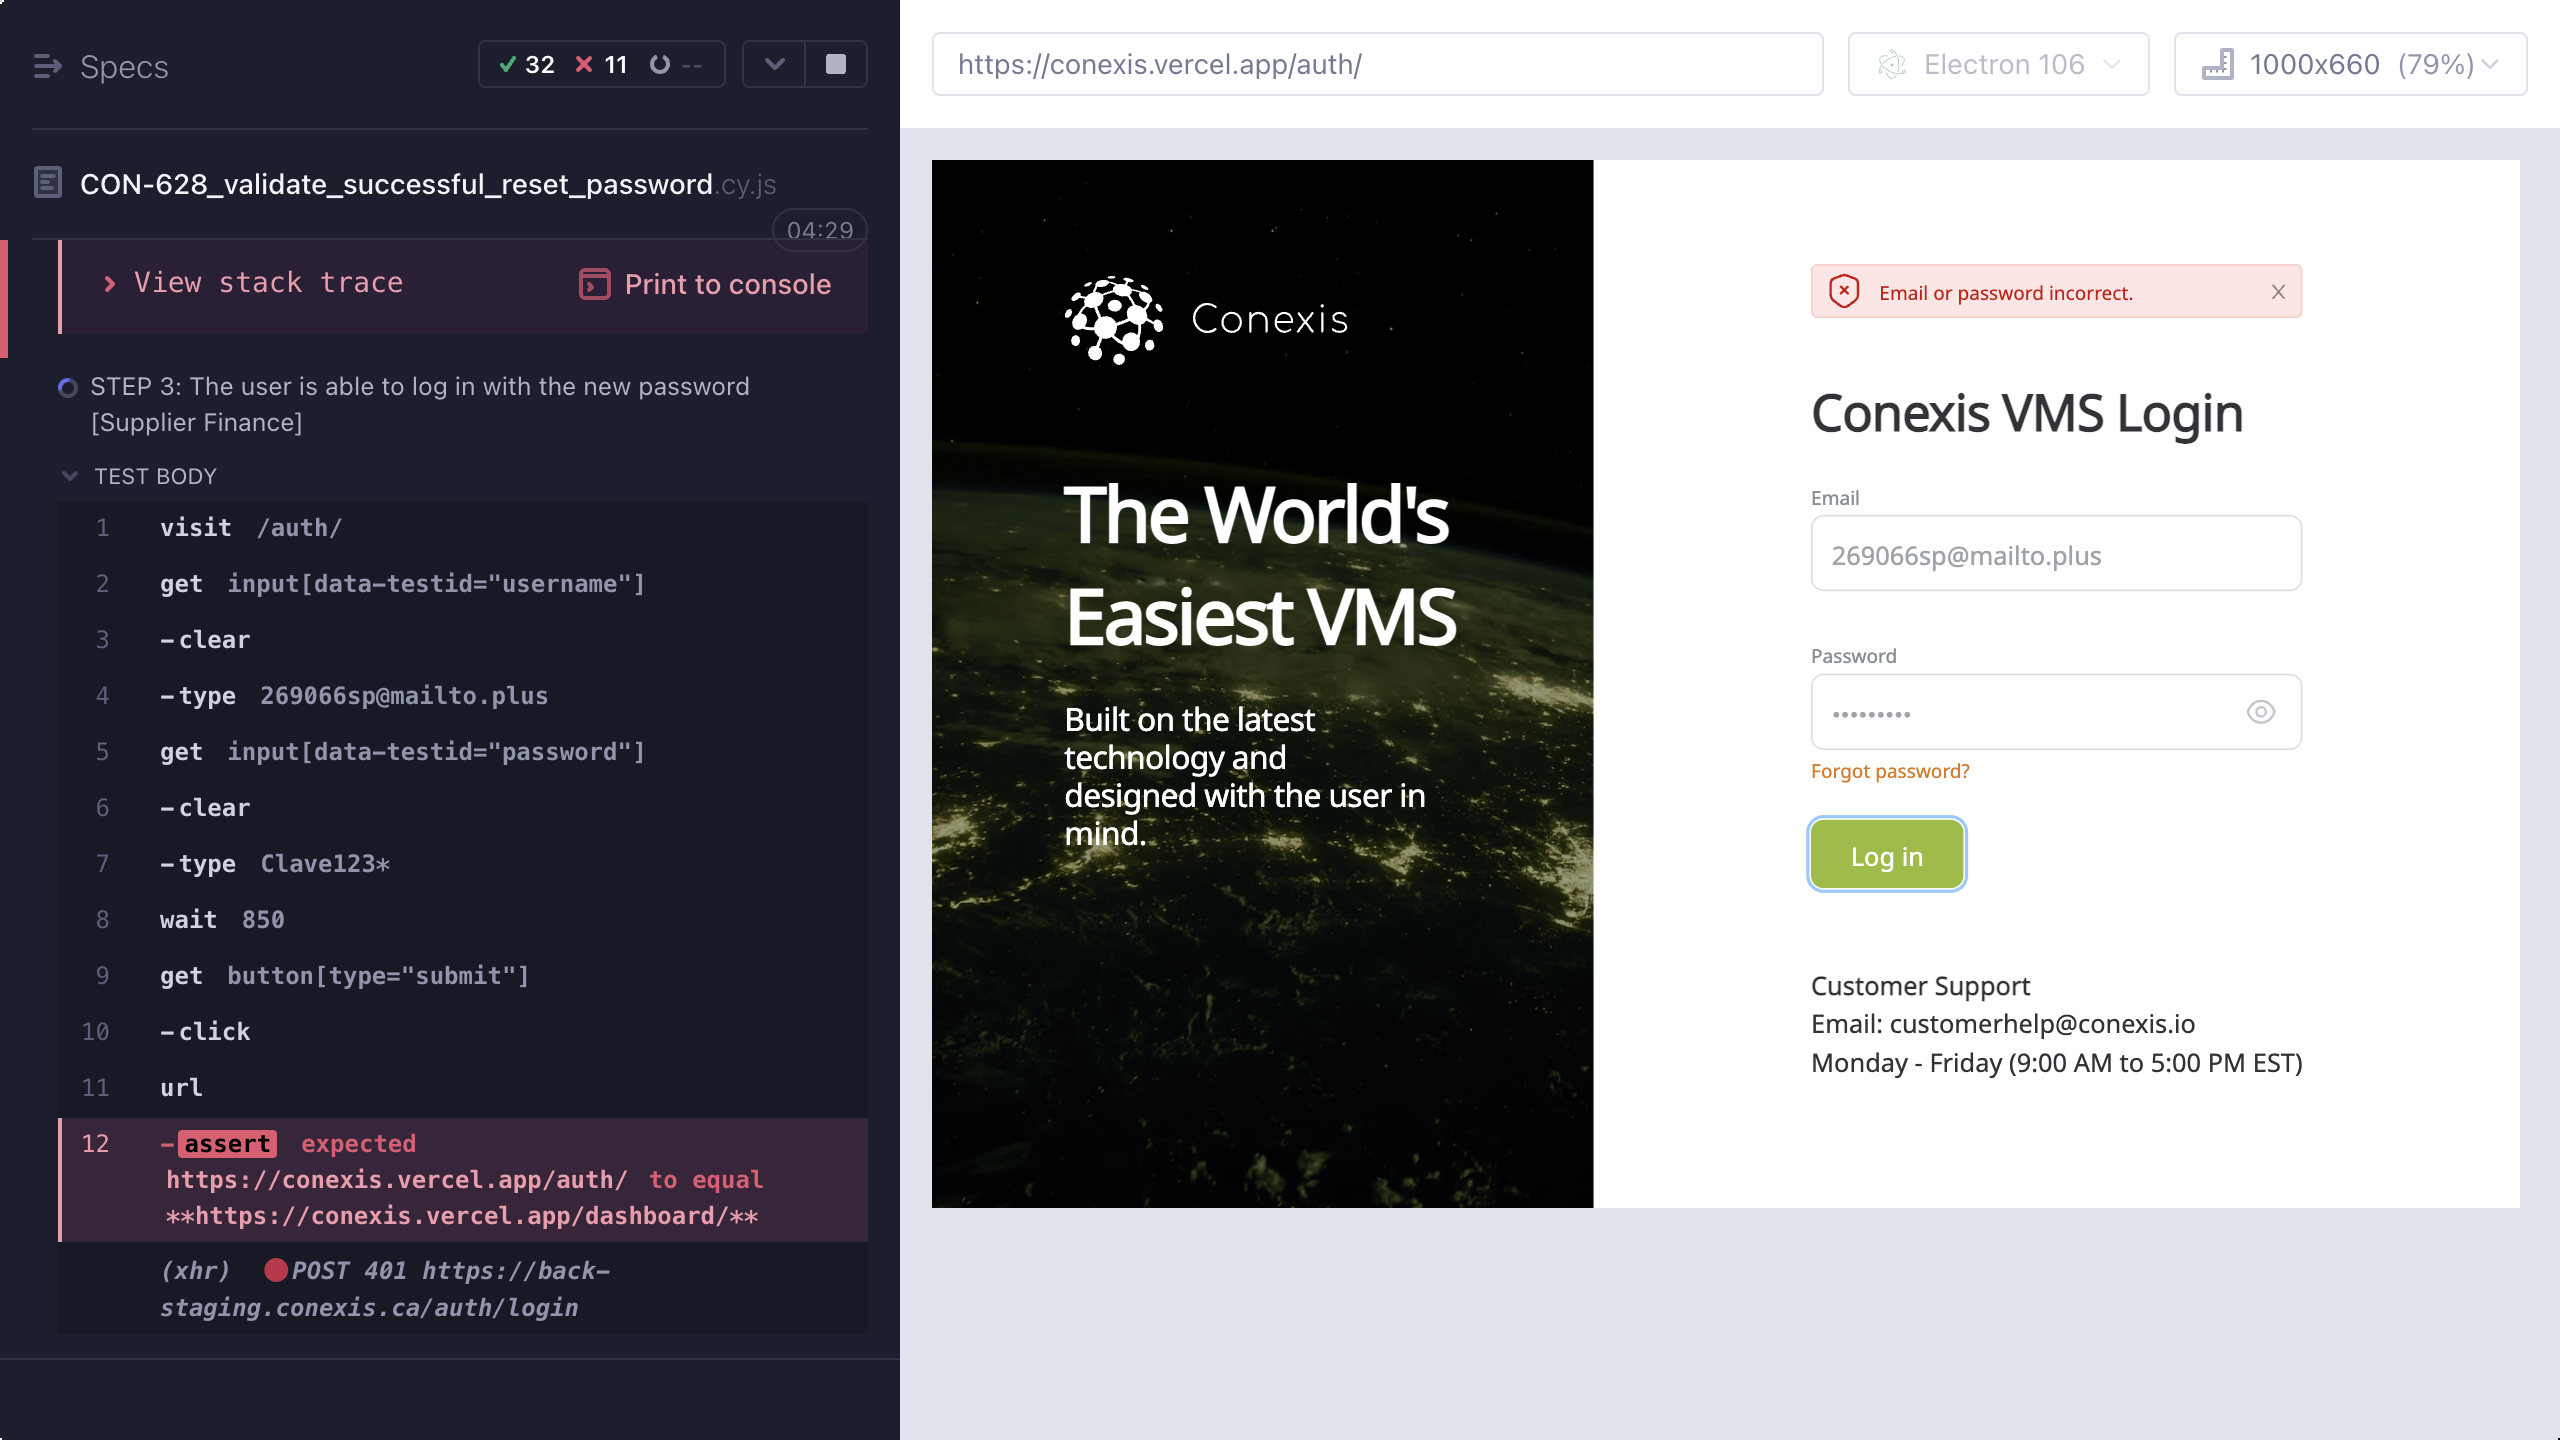 Specs
32 11 --
CON-628_validate_successful_reset_password.cy.js
04:29
View stack trace
Print to console
STEP 3: The user is able to log in with the new password
[Supplier Finance]
TEST BODY
1 visit /auth/
2 get input[data-testid="username"]
3 -clear
4 -type 269066sp@mailto.plus
5 get input[data-testid="password"]
6 -clear
7 -type Clave123*
8 wait 850
9 get button[type="submit"]
10 -click
11 url
12 -assert expected
https://conexis.vercel.app/auth/ to equal
**https://conexis.vercel.app/dashboard/**
(xhr) POST 401 https://back-
staging.conexis.ca/auth/login
https://conexis.vercel.app/auth/
Electron 106
1000x660 (79%)
Conexis
The World's
Easiest VMS
Built on the latest
technology and
designed with the user in
mind.
Email or password incorrect.
Conexis VMS Login
Email
269066sp@mailto.plus
Password
•••••••••
Forgot password?
Log in
Customer Support
Email: customerhelp@conexis.io
Monday - Friday (9:00 AM to 5:00 PM EST)